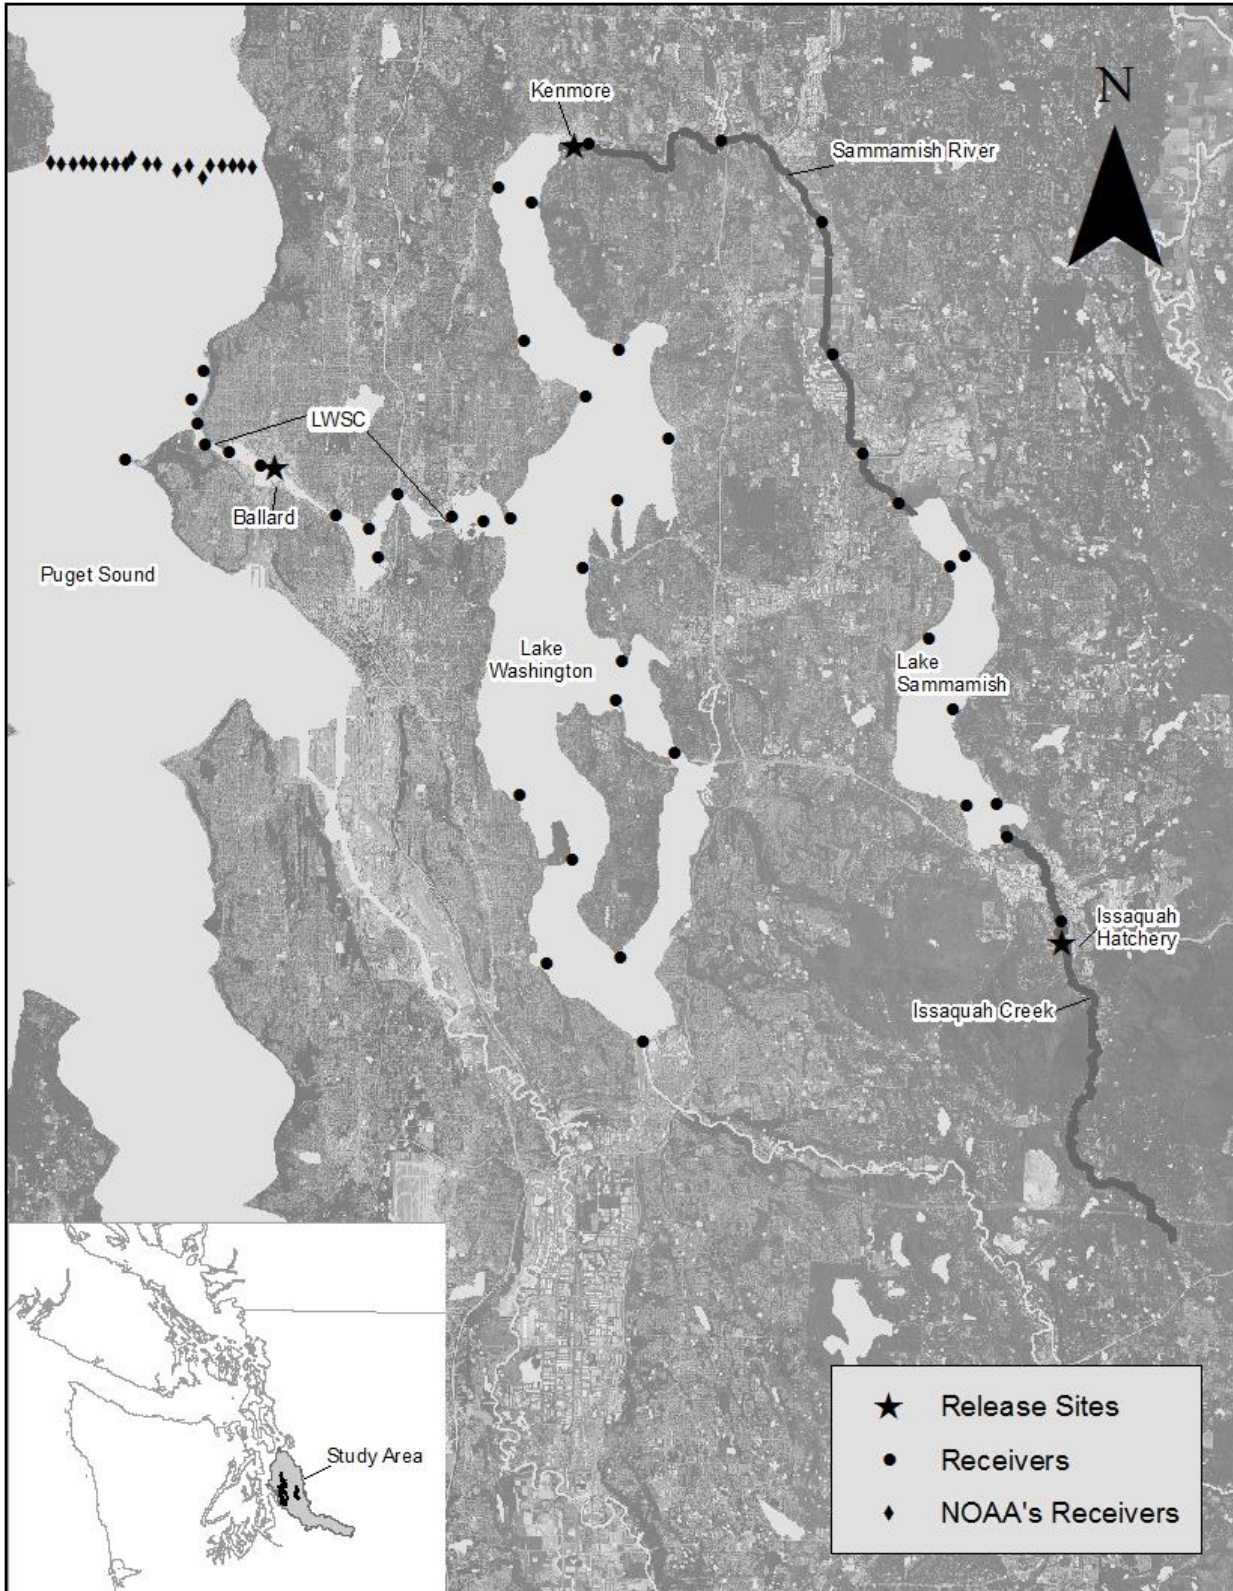 Kenmore
N
Sammamish River
LWSC
Ballard
Puget Sound
Lake
Washington
Lake
Sammamish
Issaquah
Hatchery
Issaquah Creek
Study Area
Release Sites
Receivers
NOAA's Receivers